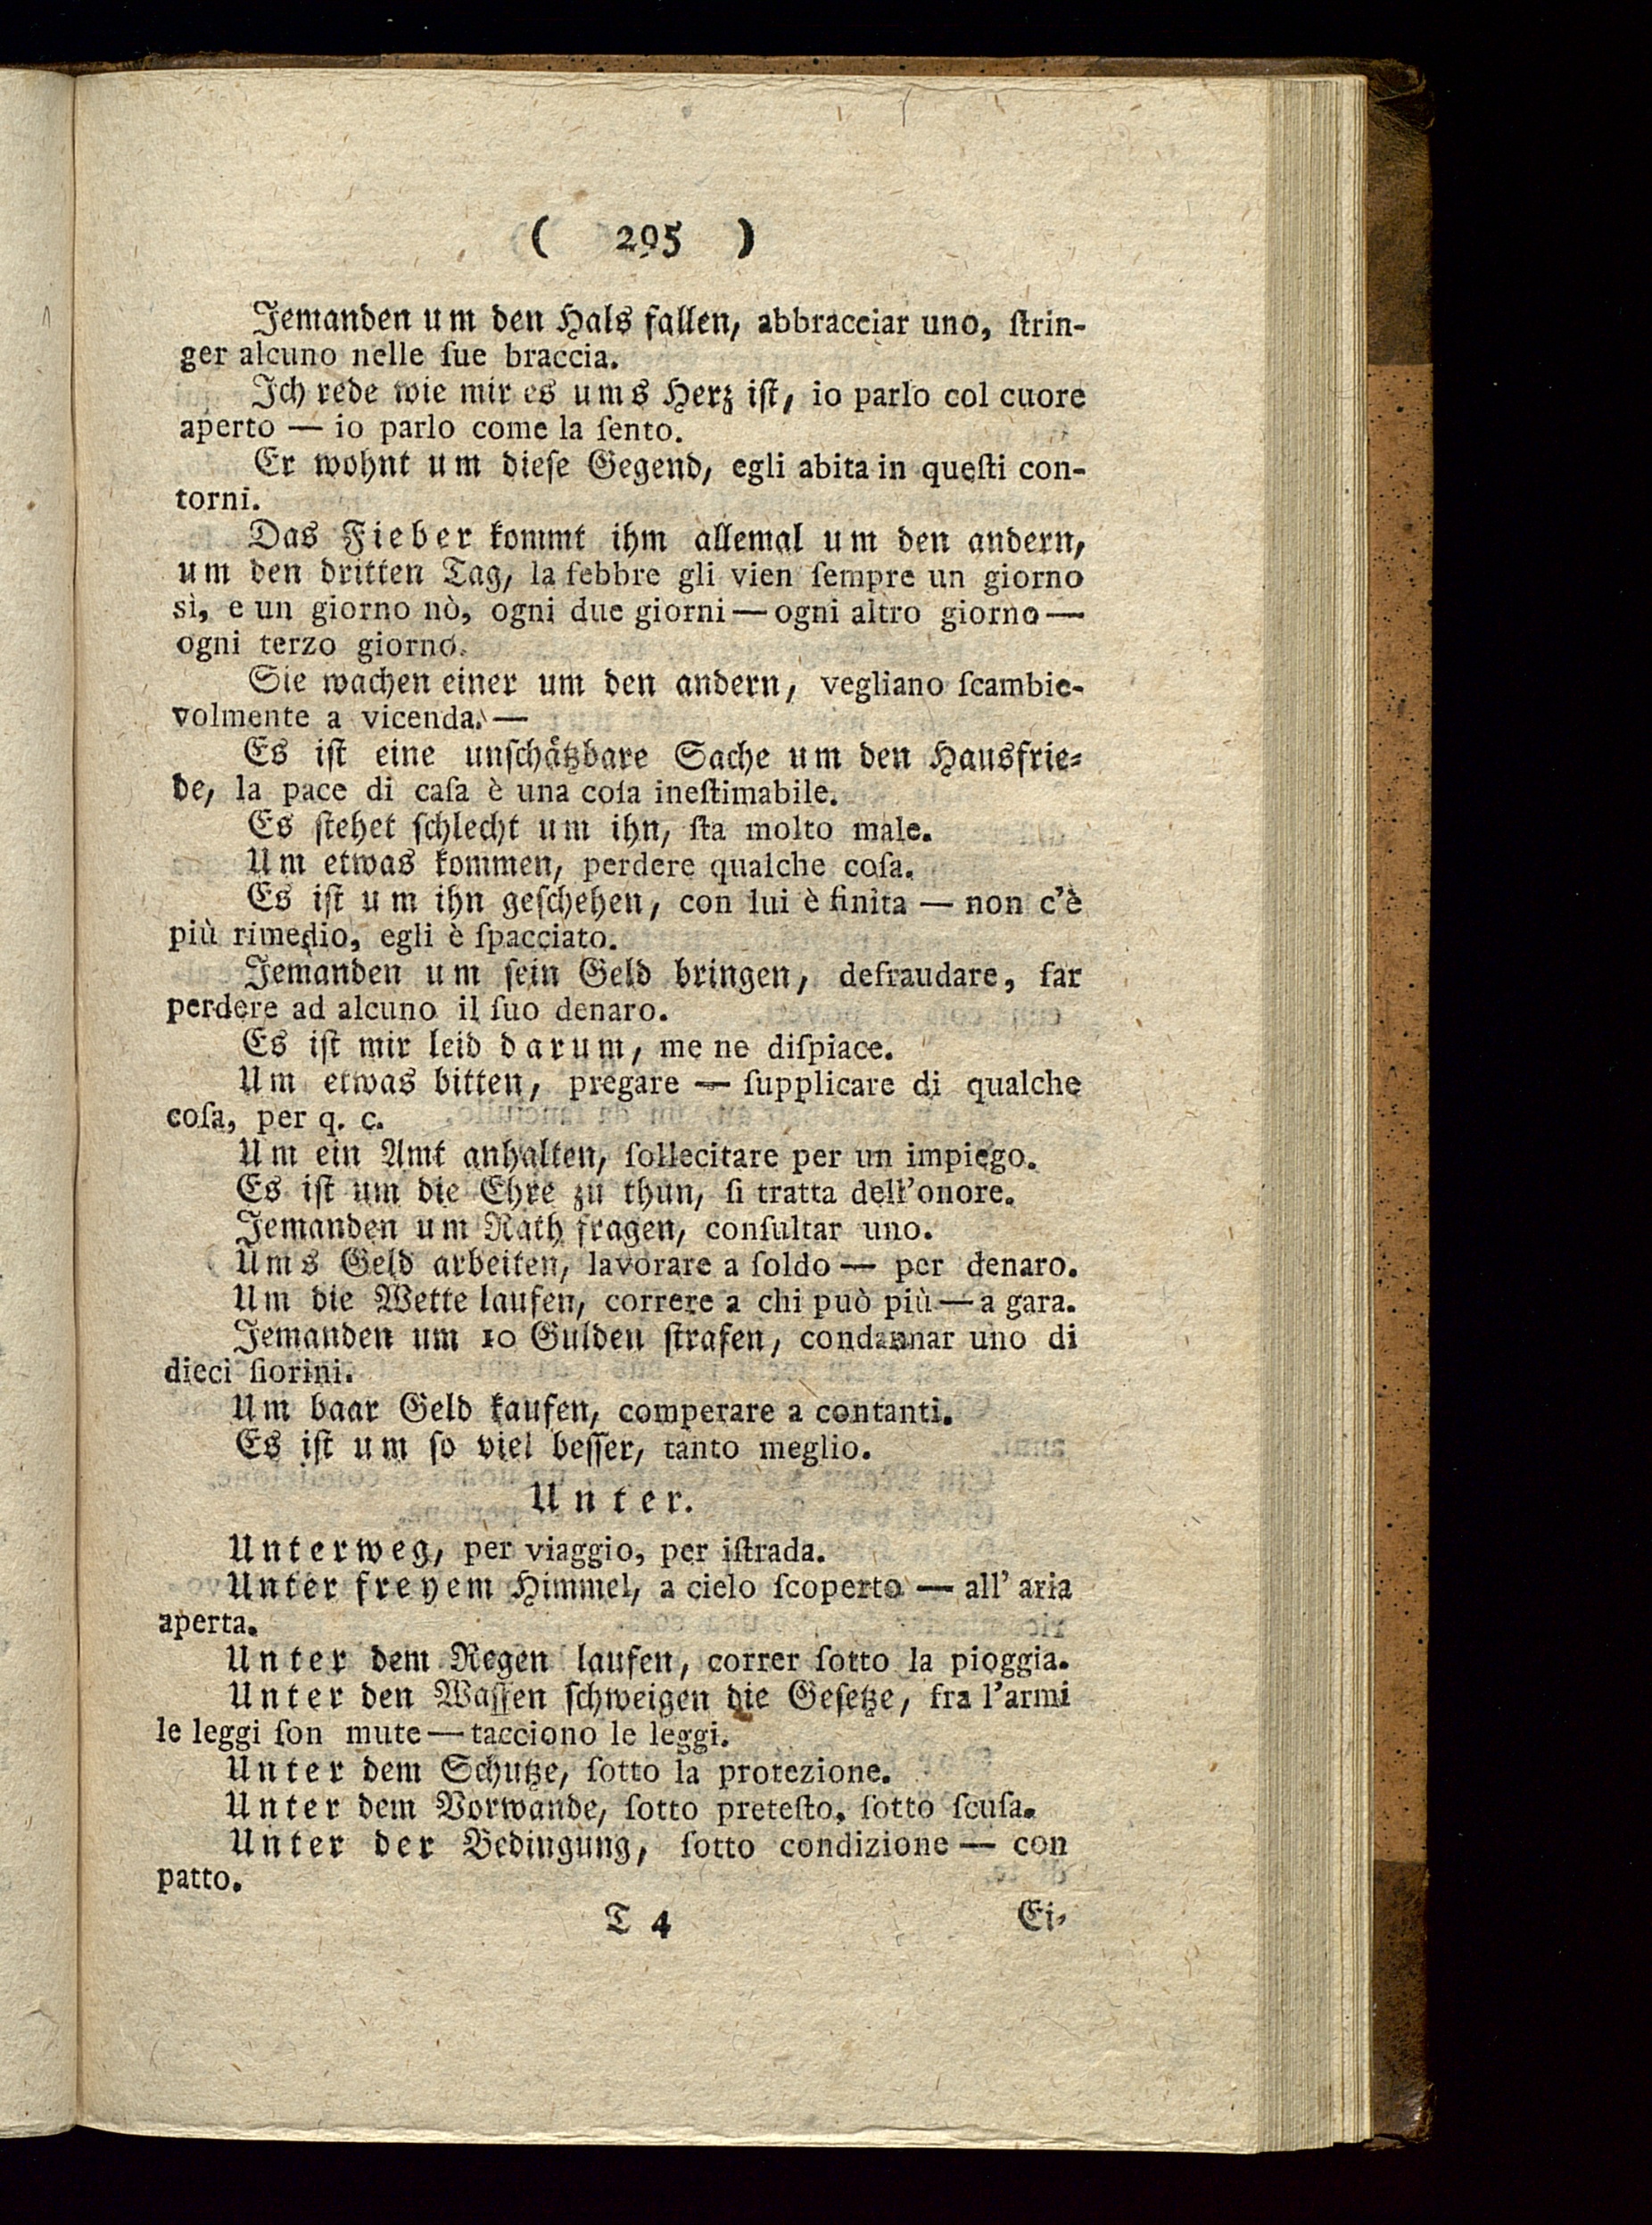 ( 295 )
Jemanden um den Hals fallen, abbracciar uno, ſtrin-
ger alcuno nelle ſue braccia.
Ich rede wie mir es ums Herz iſt, io parlo col cuore
aperto — io parlo come la ſento.
Er wohnt um dieſe Gegend, egli abita in queſti con-
torni.
Das Fieber kommt ihm allemal um den andern,
um den dritten Tag, la febbre gli vien ſempre un giorno
sì, e un giorno nò, ogni due giorni — ogni altro giorno —
ogni terzo giorno.
Sie wachen einer um den andern, vegliano ſcambie-
volmente a vicenda. —
Es iſt eine unſchåtzbare Sache um den Hausfrie-
de, la pace di caſa è una coſa ineſtimabile.
Es ſtehet ſchlecht um ihn, ſta molto male.
Um etwas kommen, perdere qualche coſa.
Es iſt um ihn geſchehen, con lui è finita — non c'è
più rimedio, egli è ſpacciato.
Jemanden um ſein Geld bringen, defraudare, far
perdere ad alcuno il ſuo denaro.
Es iſt mir leid darum, me ne diſpiace.
Um etwas bitten, pregare — ſupplicare di qualche
coſa, per q. c.
Um ein Amt anhalten, ſollecitare per un impiego.
Es iſt um die Ehre zu thun, ſi tratta dell'onore.
Jemanden um Rath fragen, conſultar uno.
Ums Geld arbeiten, lavorare a ſoldo — per denaro.
Um die Wette laufen, correre a chi può più — a gara.
Jemanden um 10 Gulden ſtrafen, condannar uno di
dieci fiorini.
Um baar Geld kaufen, comperare a contanti.
Es iſt um ſo viel beſſer, tanto meglio.
Unter.
Unterweg, per viaggio, per iſtrada.
Unter freyem Himmel, a cielo ſcoperto — all' aria
aperta.
Unter dem Regen laufen, correr ſotto la pioggia.
Unter den Waffen ſchweigen die Geſetze, fra l'armi
le leggi ſon mute — tacciono le leggi.
Unter dem Schutze, ſotto la protezione.
Unter dem Vorwande, ſotto preteſto, ſotto ſcuſa.
Unter der Bedingung, ſotto condizione — con
patto.
T 4 Ei-